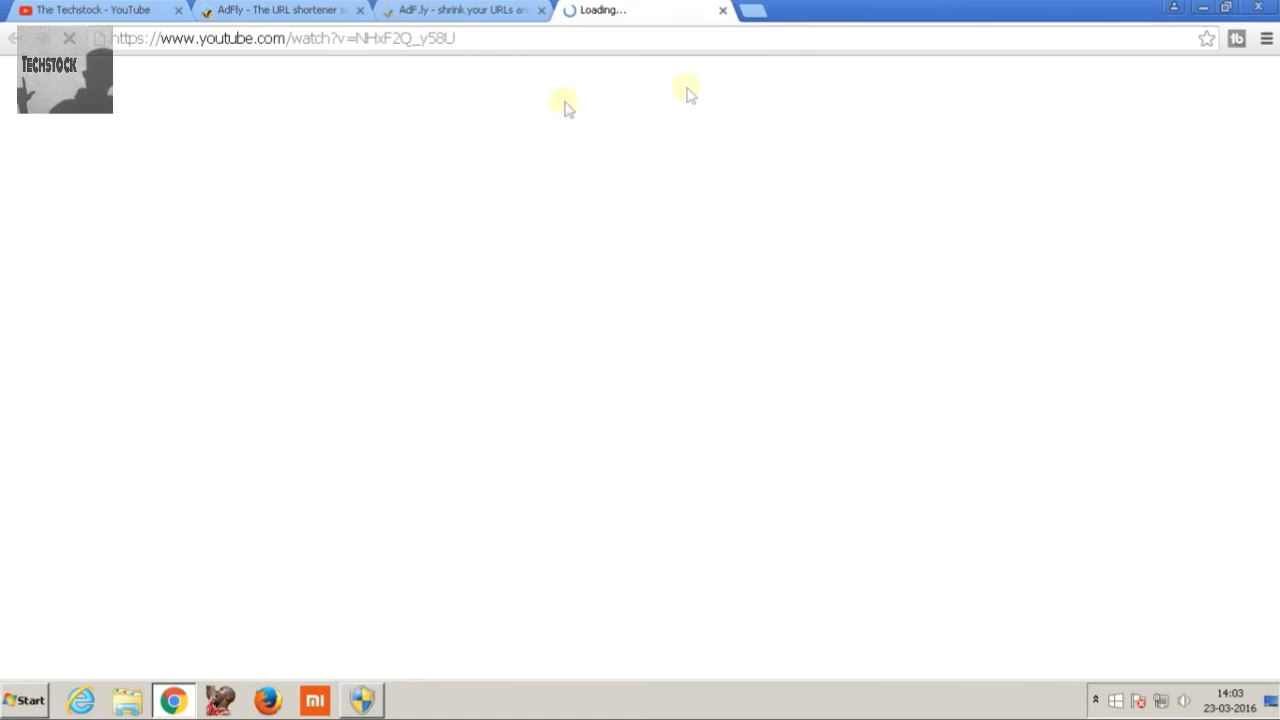 The Techstock - YouTube
AdFly - The URL shortener s
AdF.ly - shrink your URLs an
Loading...
https://www.youtube.com/watch?v=NHxF2Q_y58U
TECHSTOCK
Start
mi
14:03
23-03-2016